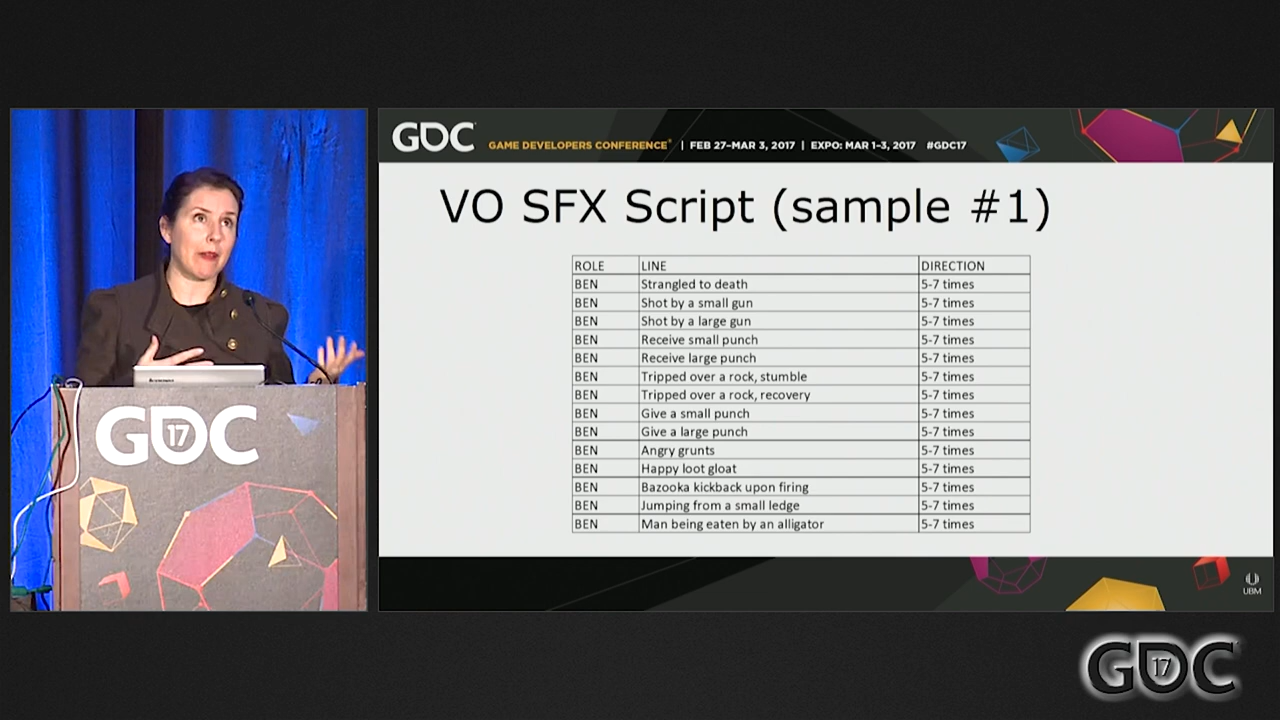 GDC GAME DEVELOPERS CONFERENCE® | FEB 27–MAR 3, 2017 | EXPO: MAR 1–3, 2017 #GDC17
VO SFX Script (sample #1)
ROLE LINE DIRECTION
BEN Strangled to death 5-7 times
BEN Shot by a small gun 5-7 times
BEN Shot by a large gun 5-7 times
BEN Receive small punch 5-7 times
BEN Receive large punch 5-7 times
BEN Tripped over a rock, stumble 5-7 times
BEN Tripped over a rock, recovery 5-7 times
BEN Give a small punch 5-7 times
BEN Give a large punch 5-7 times
BEN Angry grunts 5-7 times
BEN Happy loot gloat 5-7 times
BEN Bazooka kickback upon firing 5-7 times
BEN Jumping from a small ledge 5-7 times
BEN Man being eaten by an alligator 5-7 times
UBM
GDC 17
GDC 17